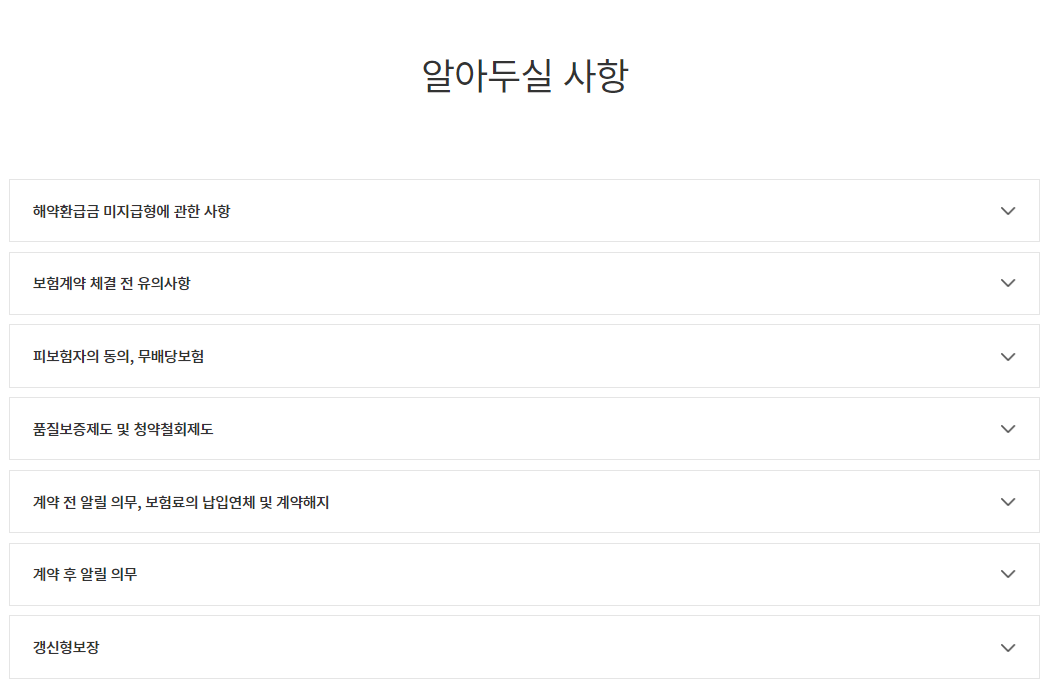 알아두실 사항
해약환급금 미지급형에 관한 사항
보험계약 체결 전 유의사항
피보험자의 동의, 무배당보험
품질보증제도 및 청약철회제도
계약 전 알릴 의무, 보험료의 납입연체 및 계약해지
계약 후 알릴 의무
갱신형보장